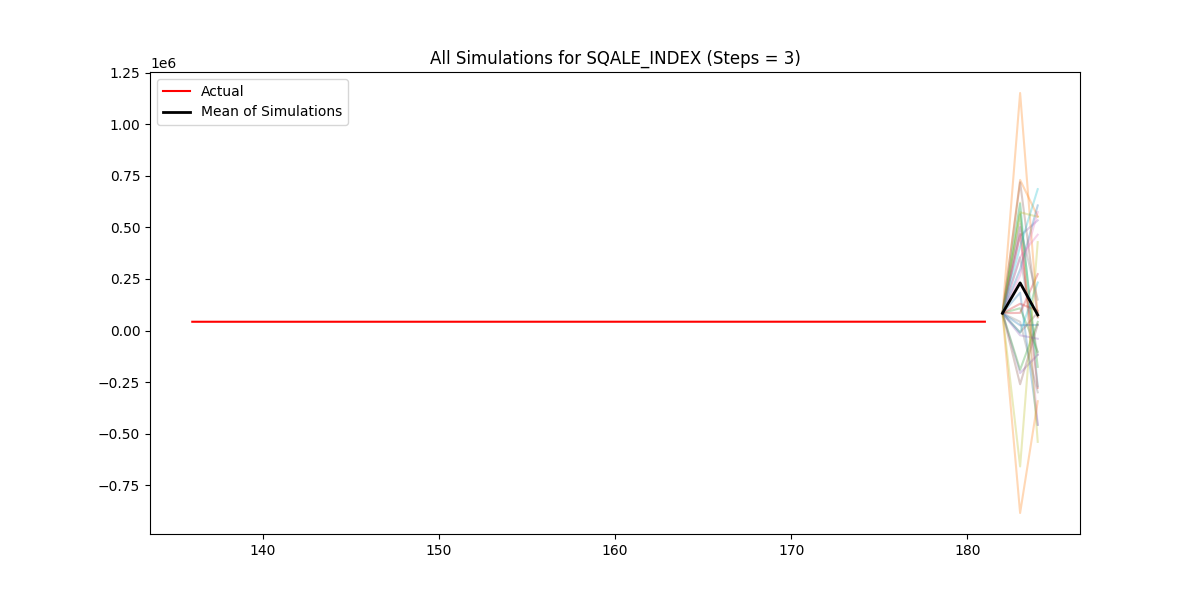 All Simulations for SQALE_INDEX (Steps = 3)
1e6
Actual
Mean of Simulations
1.25
1.00
0.75
0.50
0.25
0.00
−0.25
−0.50
−0.75
140 150 160 170 180